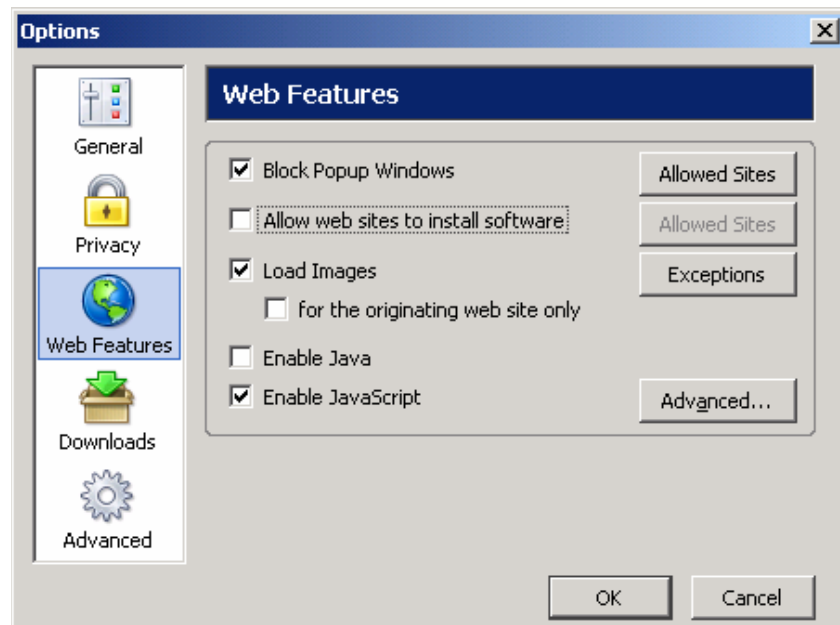 Options
General
Privacy
Web Features
Downloads
Advanced
Web Features
Block Popup Windows
Allowed Sites
Allow web sites to install software
Allowed Sites
Load Images
Exceptions
for the originating web site only
Enable Java
Enable JavaScript
Advanced...
OK
Cancel